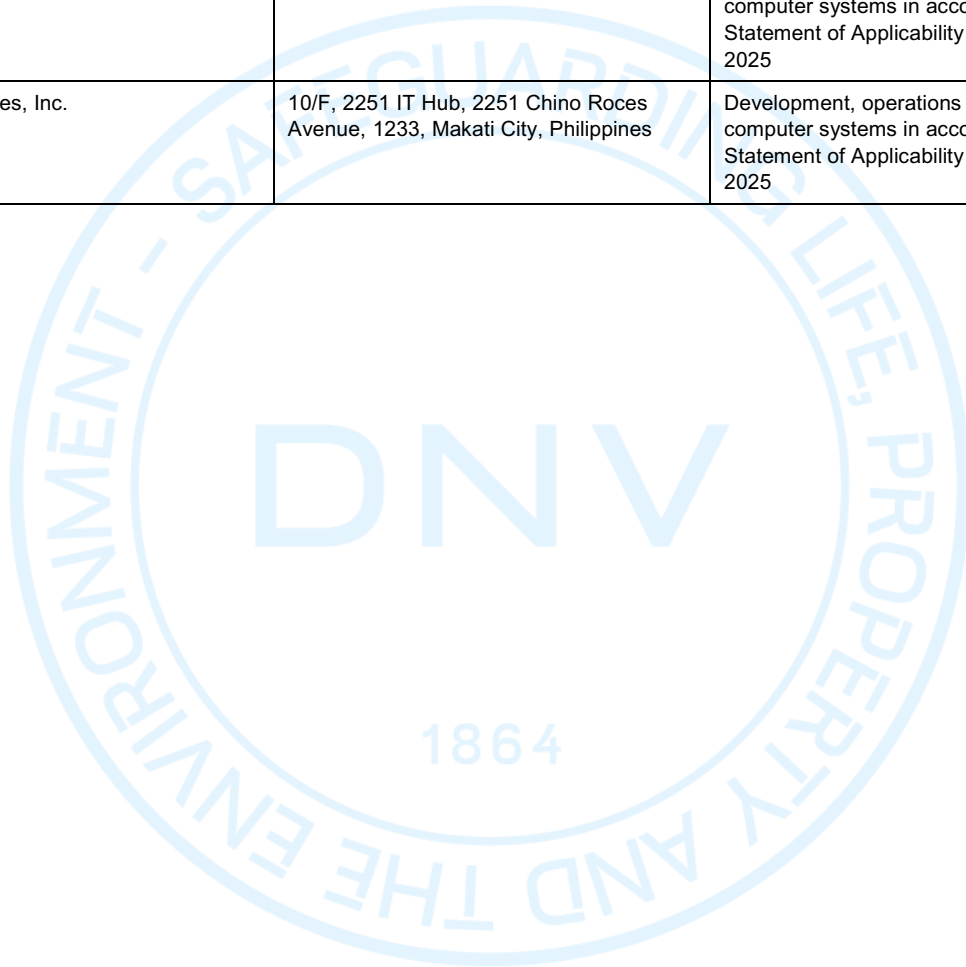 computer systems in acco
Statement of Applicability
2025
es, Inc.
10/F, 2251 IT Hub, 2251 Chino Roces
Avenue, 1233, Makati City, Philippines
Development, operations
computer systems in acco
Statement of Applicability
2025
SAFEGUARDING LIFE, PROPERTY AND THE ENVIRONMENT -
DNV
1864